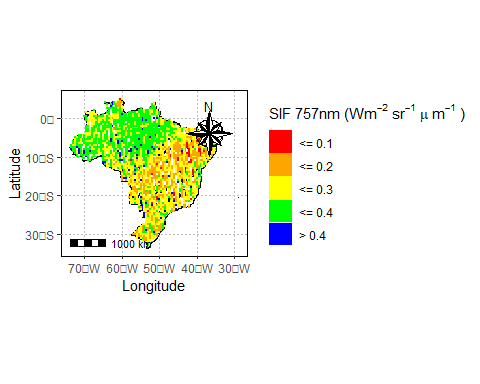 N
SIF 757nm (Wm⁻² sr⁻¹ μ m⁻¹ )
<= 0.1
<= 0.2
<= 0.3
<= 0.4
> 0.4
Latitude
0□
10□S
20□S
30□S
1000 km
70□W 60□W 50□W 40□W 30□W
Longitude